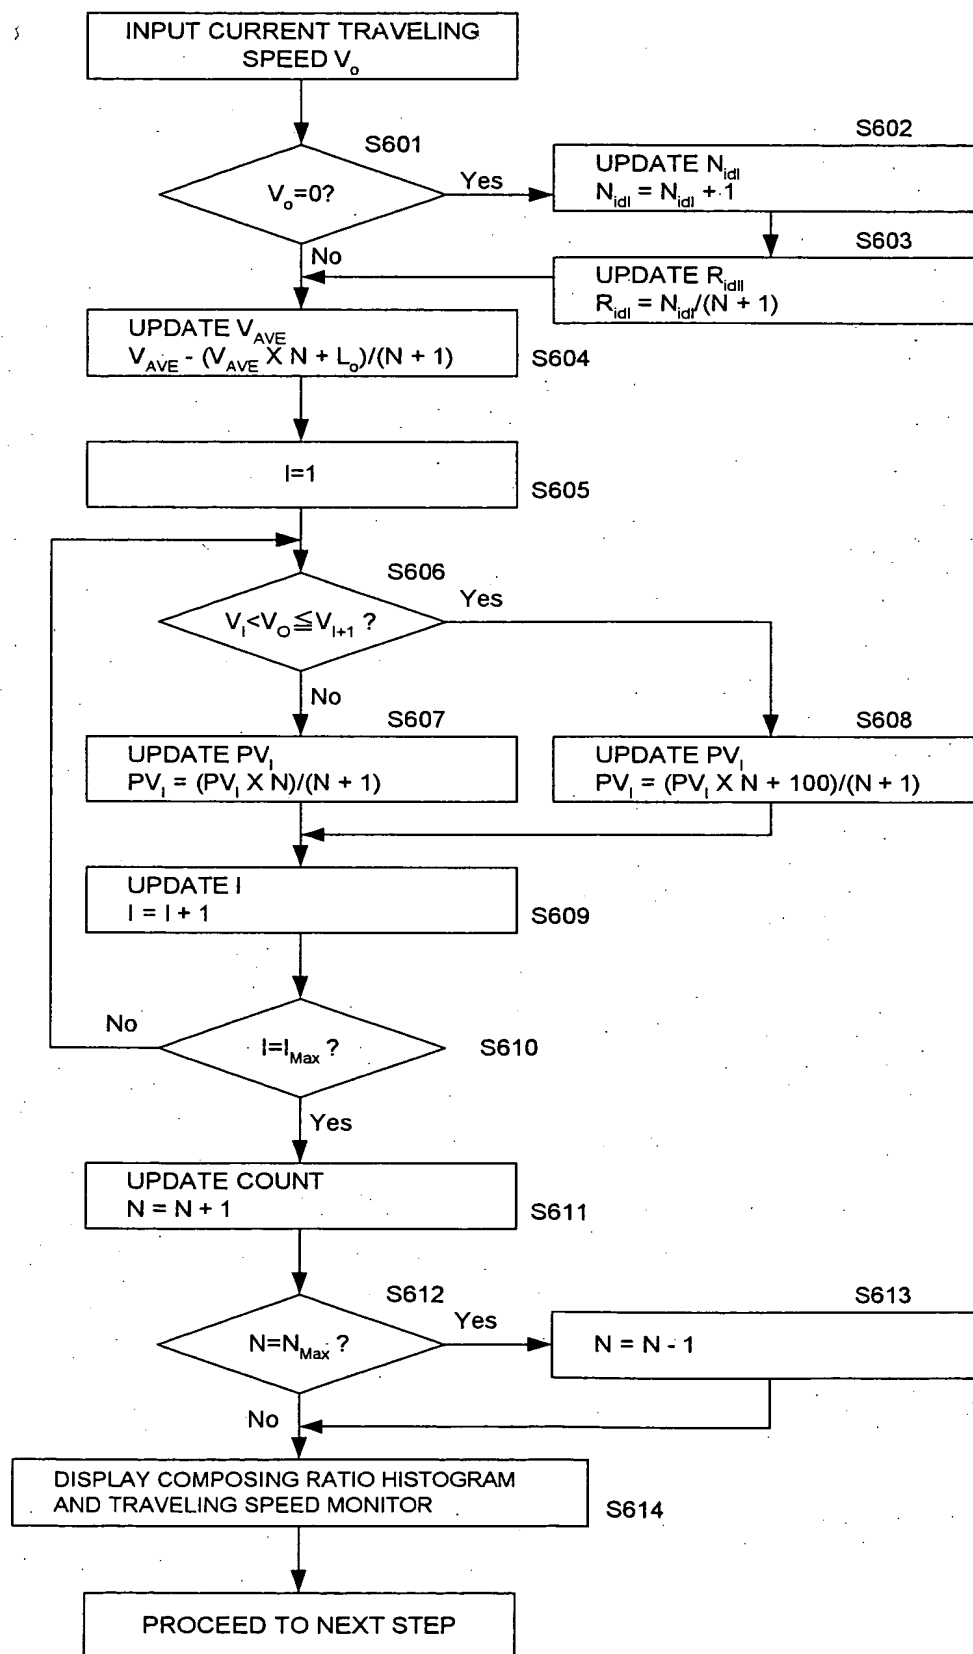 INPUT CURRENT TRAVELING
SPEED Vo
S601
Vo=0?
Yes
S602
UPDATE Nidl
Nidl = Nidl + 1
No
S603
UPDATE Ridll
Ridl = Nidl/(N + 1)
UPDATE VAVE
VAVE - (VAVE X N + Lo)/(N + 1)
S604
I=1
S605
S606
VI<VO≦VI+1 ?
Yes
No
S607
UPDATE PVI
PVI = (PVI X N)/(N + 1)
S608
UPDATE PVI
PVI = (PVI X N + 100)/(N + 1)
UPDATE I
I = I + 1
S609
No
I=IMax ?
S610
Yes
UPDATE COUNT
N = N + 1
S611
S612
N=NMax ?
Yes
S613
N = N - 1
No
DISPLAY COMPOSING RATIO HISTOGRAM
AND TRAVELING SPEED MONITOR
S614
PROCEED TO NEXT STEP